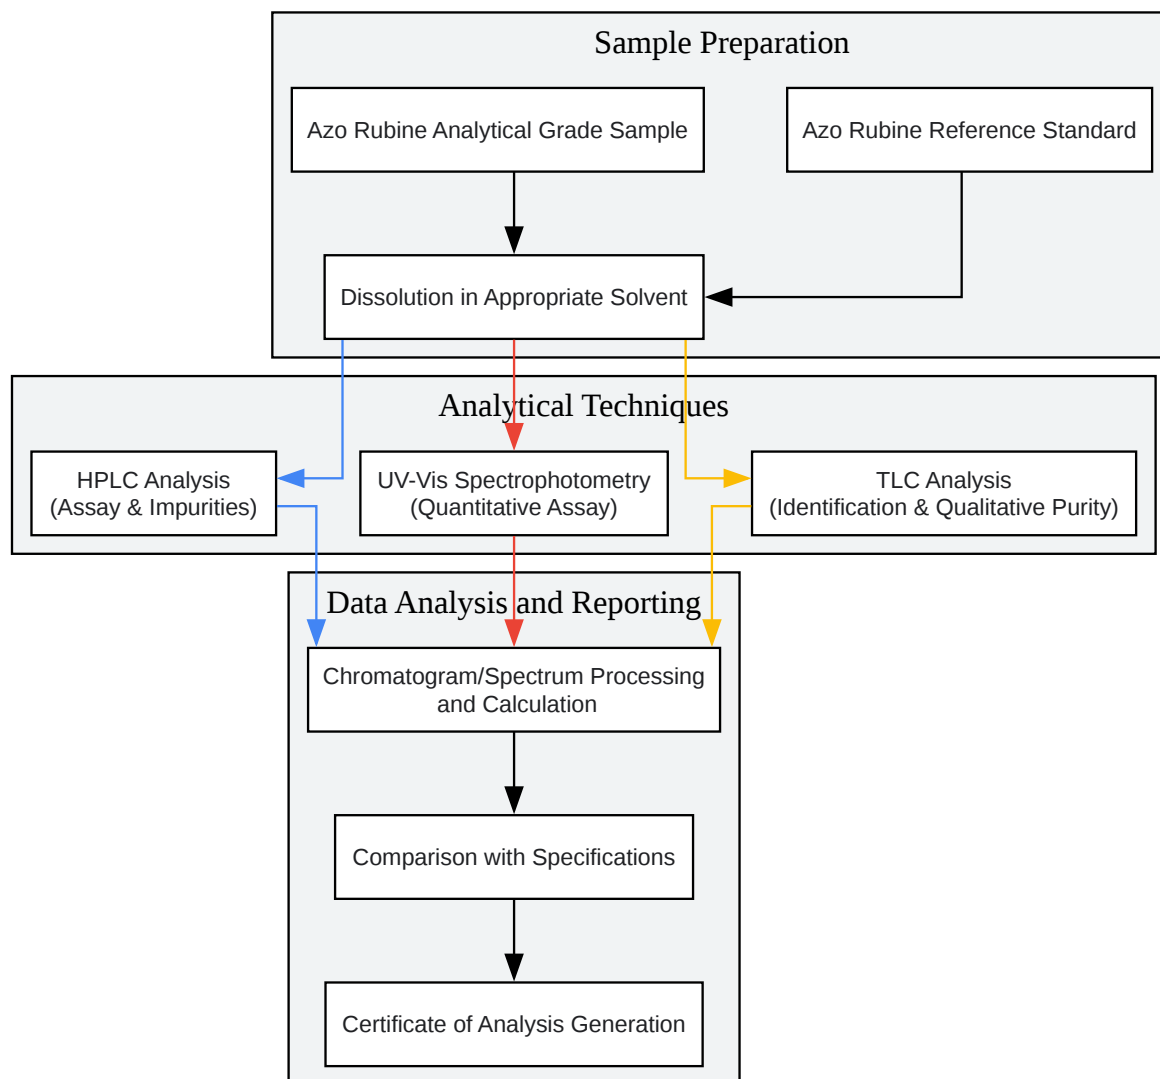 Sample Preparation
Azo Rubine Analytical Grade Sample
Azo Rubine Reference Standard
Dissolution in Appropriate Solvent
Analytical Techniques
HPLC Analysis
(Assay & Impurities)
UV-Vis Spectrophotometry
(Quantitative Assay)
TLC Analysis
(Identification & Qualitative Purity)
Data Analysis and Reporting
Chromatogram/Spectrum Processing
and Calculation
Comparison with Specifications
Certificate of Analysis Generation